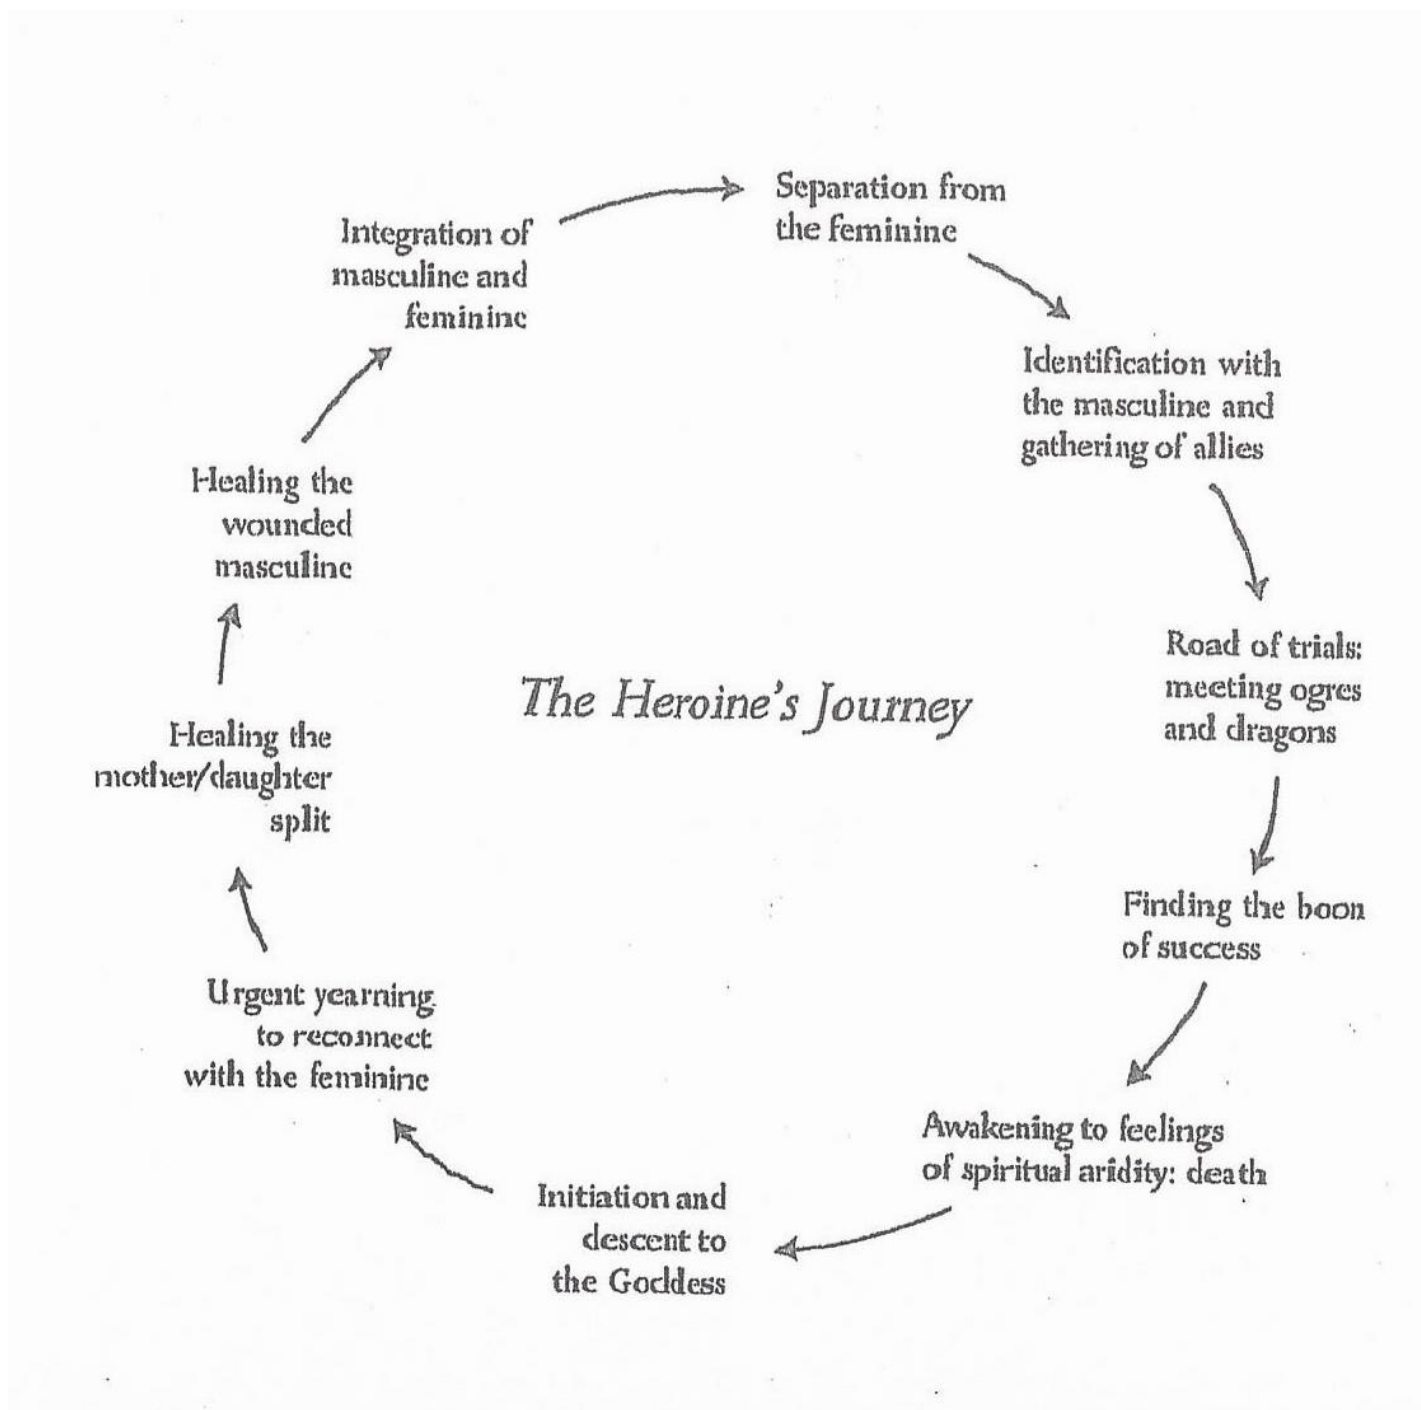 The Heroine's Journey
Separation from
the feminine
Identification with
the masculine and
gathering of allies
Road of trials:
meeting ogres
and dragons
Finding the boon
of success
Awakening to feelings
of spiritual aridity: death
Initiation and
descent to
the Goddess
Urgent yearning
to reconnect
with the feminine
Healing the
mother/daughter
split
Healing the
wounded
masculine
Integration of
masculine and
feminine